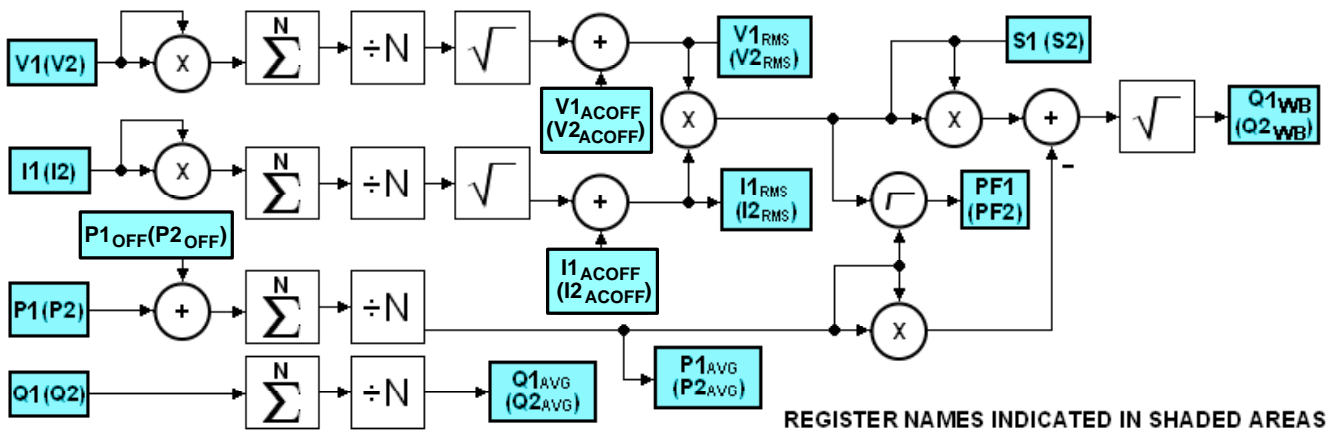 V1(V2)
X
N
∑
÷N
√
+
V1RMS
(V2RMS)
S1 (S2)
V1ACOFF
(V2ACOFF)
X
X
+
√
Q1WB
(Q2WB)
-
I1(I2)
X
N
∑
÷N
√
+
I1RMS
(I2RMS)
PF1
(PF2)
P1OFF(P2OFF)
I1ACOFF
(I2ACOFF)
P1(P2)
+
N
∑
÷N
X
P1AVG
(P2AVG)
Q1(Q2)
N
∑
÷N
Q1AVG
(Q2AVG)
REGISTER NAMES INDICATED IN SHADED AREAS